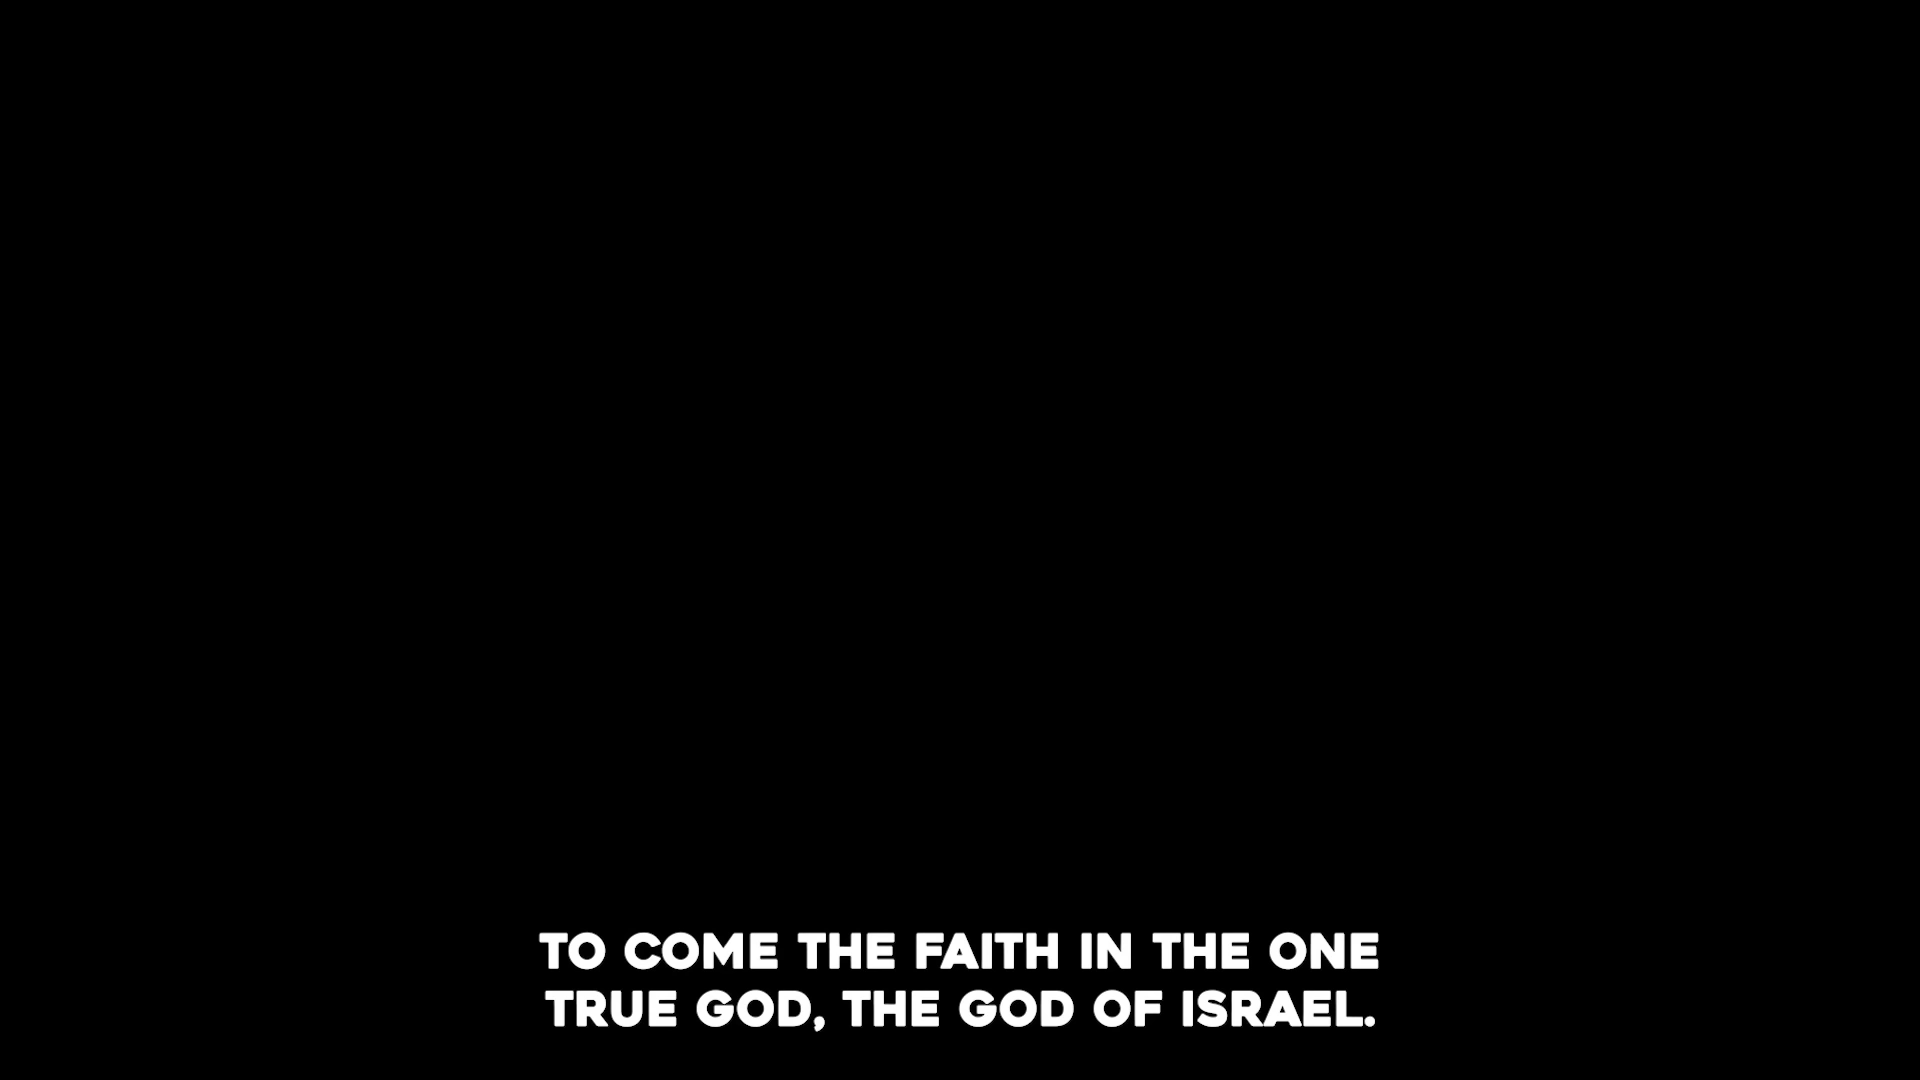 TO COME THE FAITH IN THE ONE
TRUE GOD, THE GOD OF ISRAEL.